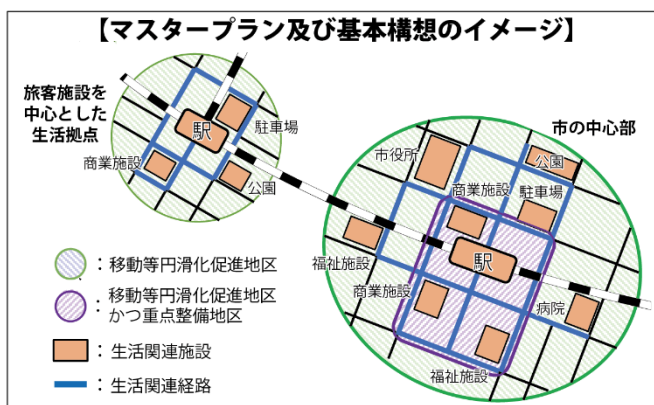 【マスタープラン及び基本構想のイメージ】
旅客施設を
中心とした
生活拠点
駅
駐車場
商業施設
公園
市の中心部
市役所
公園
商業施設
駐車場
福祉施設
駅
商業施設
病院
福祉施設
：移動等円滑化促進地区
：移動等円滑化促進地区
かつ重点整備地区
：生活関連施設
：生活関連経路